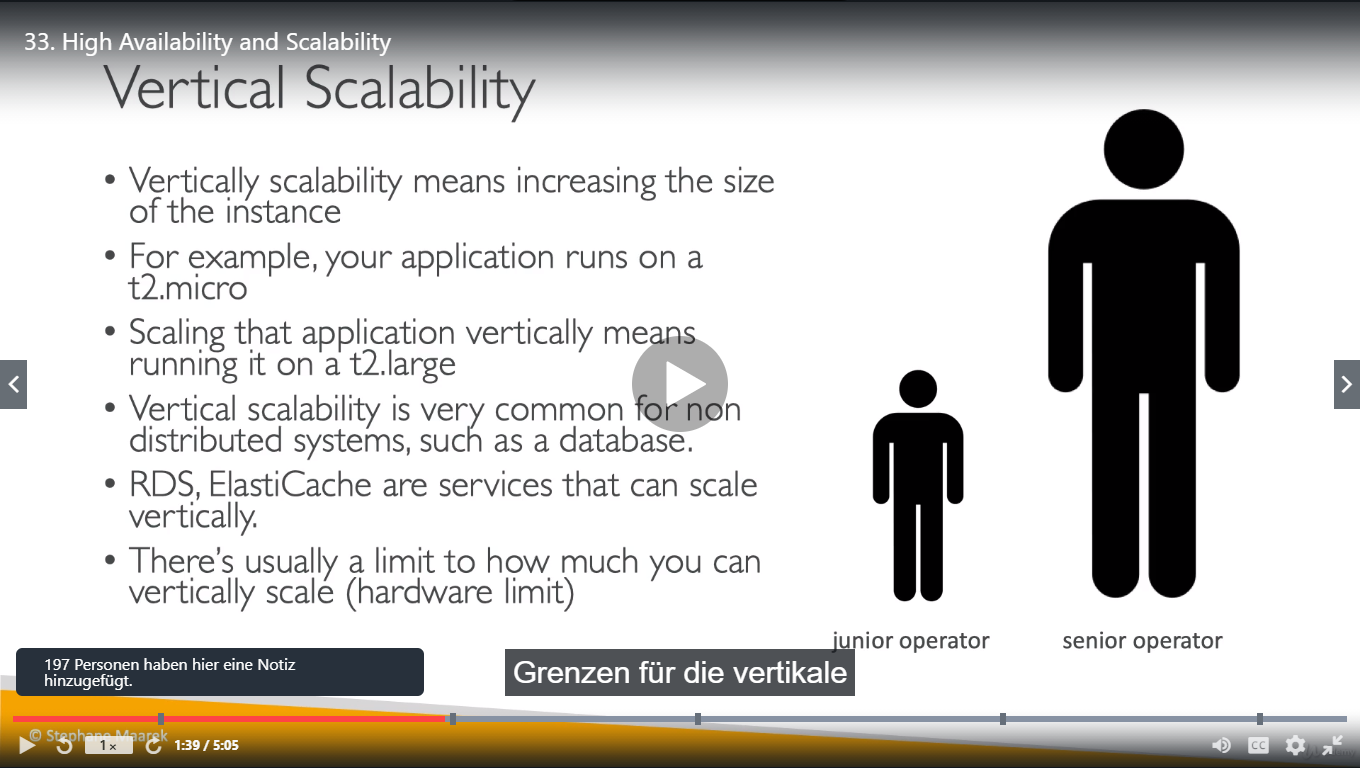 33. High Availability and Scalability
Vertical Scalability
• Vertically scalability means increasing the size
of the instance
• For example, your application runs on a
t2.micro
• Scaling that application vertically means
running it on a t2.large
• Vertical scalability is very common for non
distributed systems, such as a database.
• RDS, ElastiCache are services that can scale
vertically.
• There's usually a limit to how much you can
vertically scale (hardware limit)
junior operator
senior operator
197 Personen haben hier eine Notiz
hinzugefügt.
Grenzen für die vertikale
© Stephane Maarek
1×
1:39 / 5:05
CC